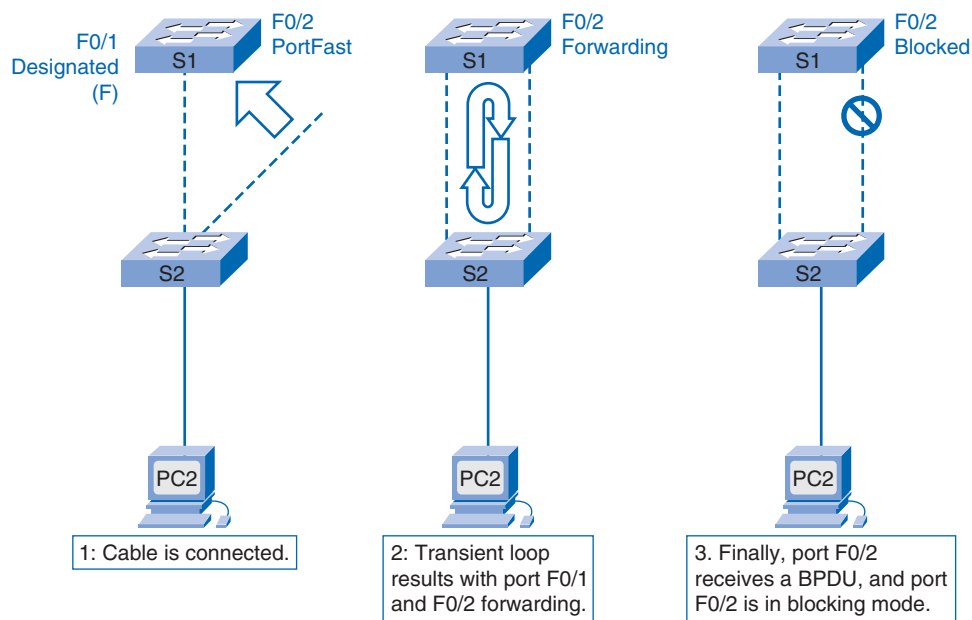 F0/1
Designated
(F)
S1
F0/2
PortFast
S2
PC2
1: Cable is connected.
F0/2
Forwarding
S1
S2
PC2
2: Transient loop
results with port F0/1
and F0/2 forwarding.
F0/2
Blocked
S1
S2
PC2
3. Finally, port F0/2
receives a BPDU, and port
F0/2 is in blocking mode.